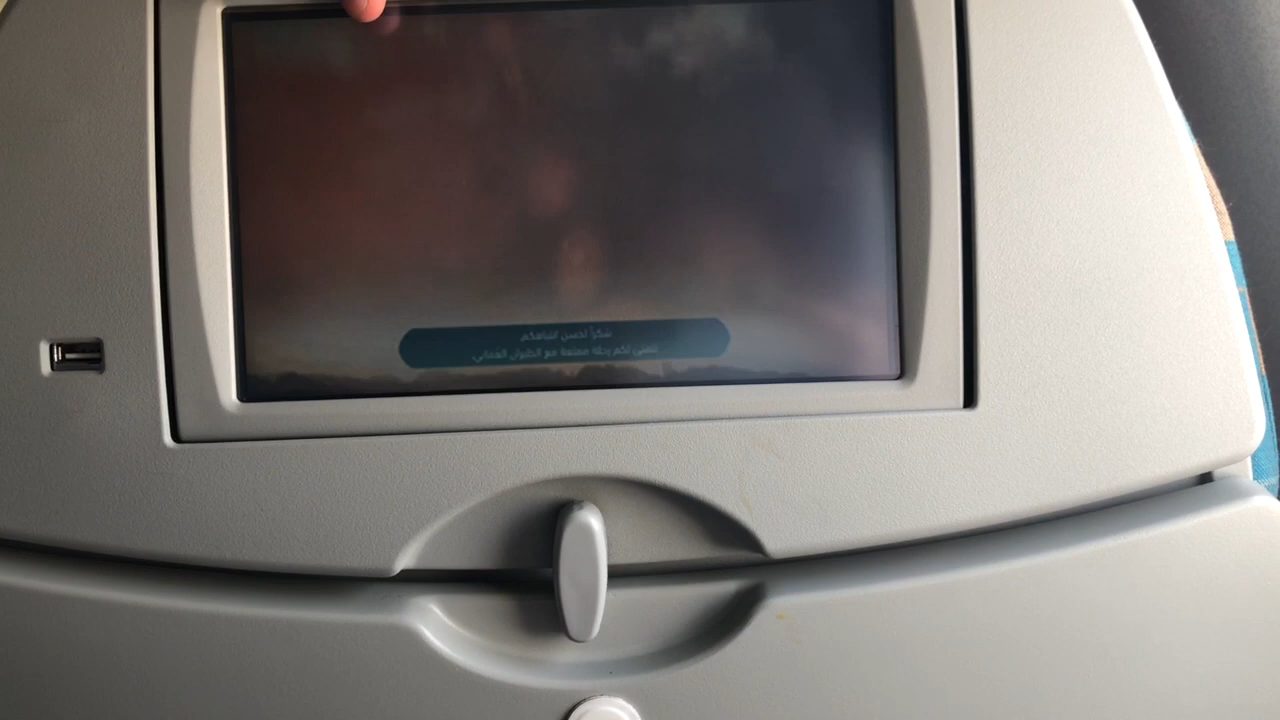 شكراً لحسن انتباهكم
نتمنى لكم رحلة ممتعة مع الطيران العماني.